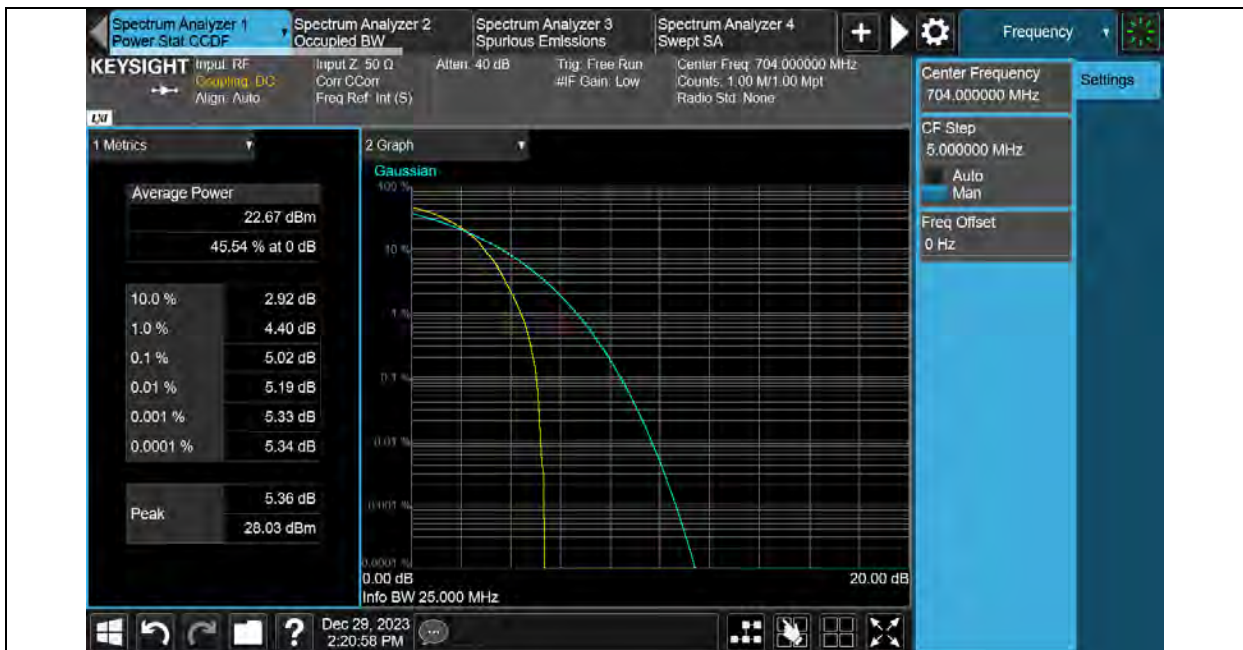 Spectrum Analyzer 1
Power Stat CCDF
Spectrum Analyzer 2
Occupied BW
Spectrum Analyzer 3
Spurious Emissions
Spectrum Analyzer 4
Swept SA
+
Frequency
KEYSIGHT
Input: RF
Coupling: DC
Align: Auto
Input Z: 50 Ω
Corr CCorr
Freq Ref: Int (S)
Atten: 40 dB
Trig: Free Run
#IF Gain: Low
Center Freq: 704.000000 MHz
Counts: 1.00 M/1.00 Mpt
Radio Std: None
LXI
Center Frequency
704.000000 MHz
Settings
CF Step
5.000000 MHz
Auto
Man
Freq Offset
0 Hz
1 Metrics
Average Power
22.67 dBm
45.54 % at 0 dB
10.0 % 2.92 dB
1.0 % 4.40 dB
0.1 % 5.02 dB
0.01 % 5.19 dB
0.001 % 5.33 dB
0.0001 % 5.34 dB
Peak
5.36 dB
28.03 dBm
2 Graph
Gaussian
100 %
10 %
1 %
0.1 %
0.01 %
0.001 %
0.0001 %
0.00 dB
20.00 dB
Info BW 25.000 MHz
?
Dec 29, 2023
2:20:58 PM